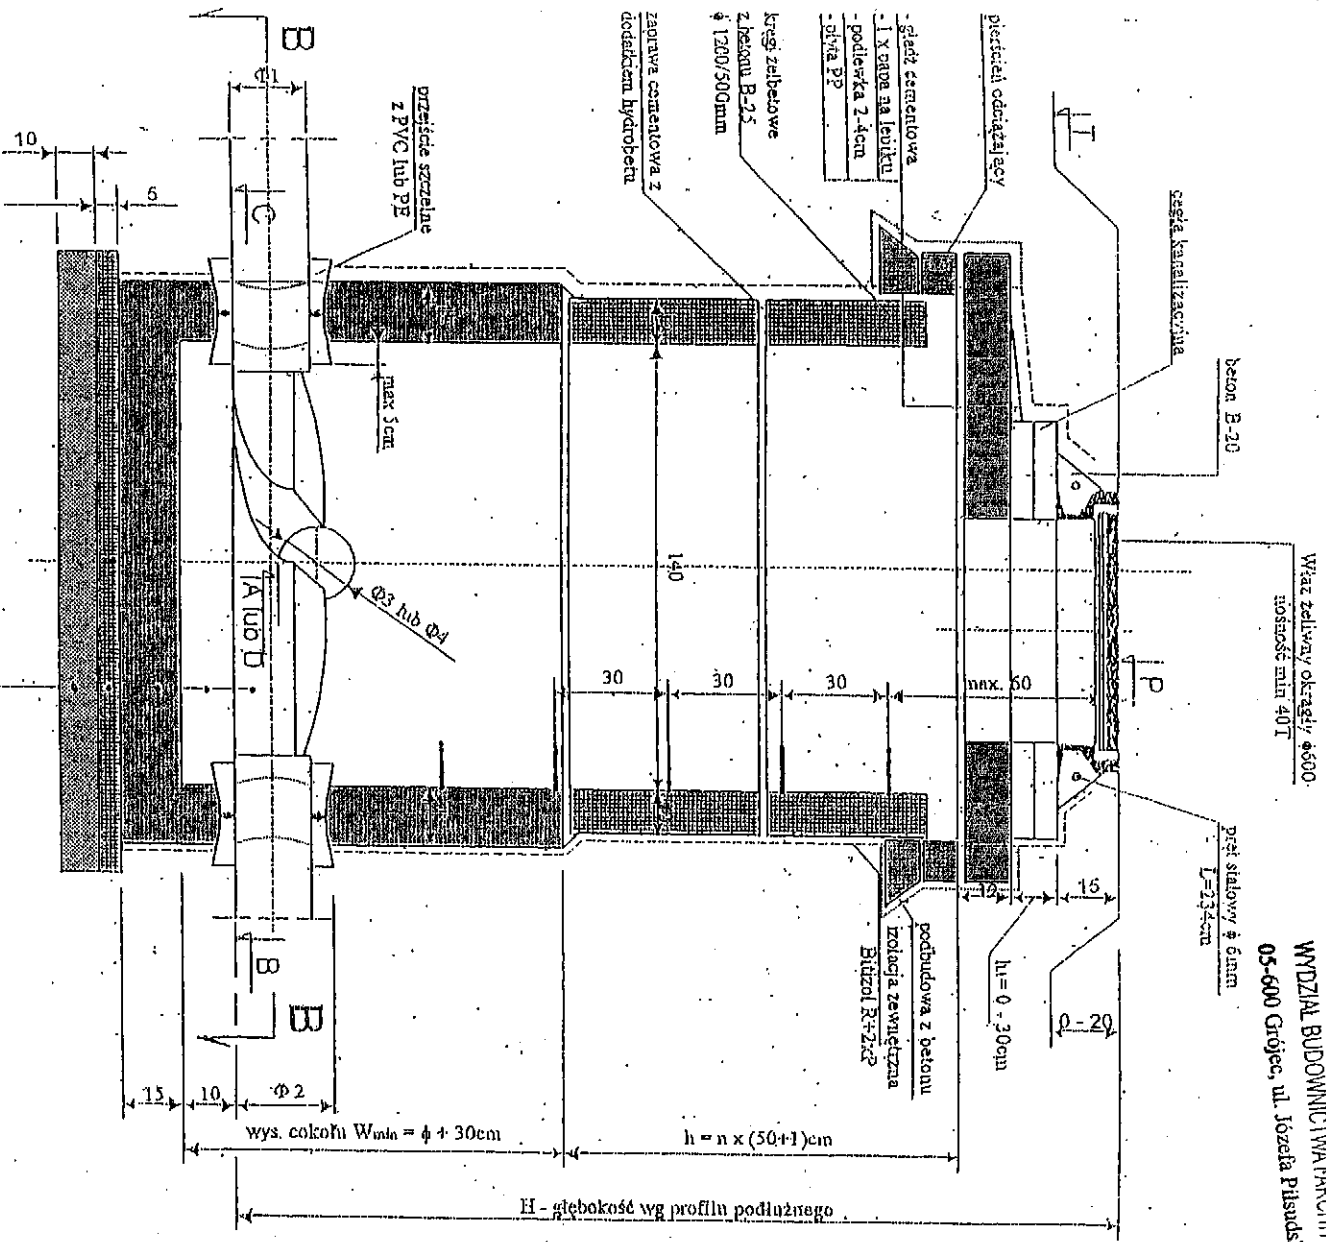 WYDZIAŁ BUDOWNICTWA I ARCHI
05-600 Grójec, ul. Józefa Piłsuds
Właz żeliwny okrągły ϕ600
nośność min 40T
pręt stalowy ϕ 6mm
L=234cm
beton B-20
cegła kanalizacyjna
T
P
pierścień odciążający
- gładź cementowa
- 1 x papa na lepiku
- podlewka 2-4cm
- płyta PP
kręgi żelbetowe
z betonu B-25
ϕ 1200/500mm
zaprawa cementowa z
dodatkiem hydrobetu
przejście szczelne
z PVC lub PE
max 5cm
B
Φ1
C
10
5
140
Φ3 lub Φ4
A lub D
30
30
30
max. 60
12
15
0 - 20
h1= 0 - 30cm
podbudowa z betonu
izolacja zewnętrzna
Bitizol R+2xP
B
B
15
10
Φ2
wys. cokołu Wmin = ϕ + 30cm
h = n x (50+1)cm
H - głębokość wg profilu podłużnego